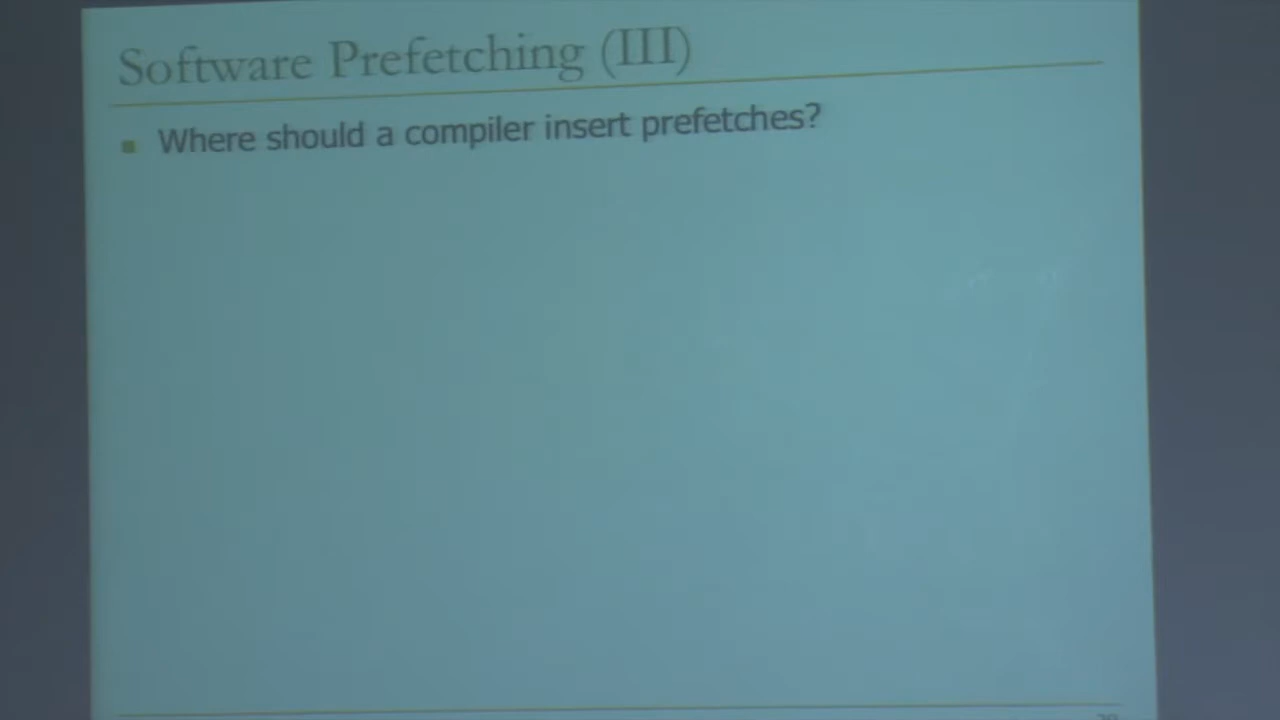 Software Prefetching (III)
Where should a compiler insert prefetches?